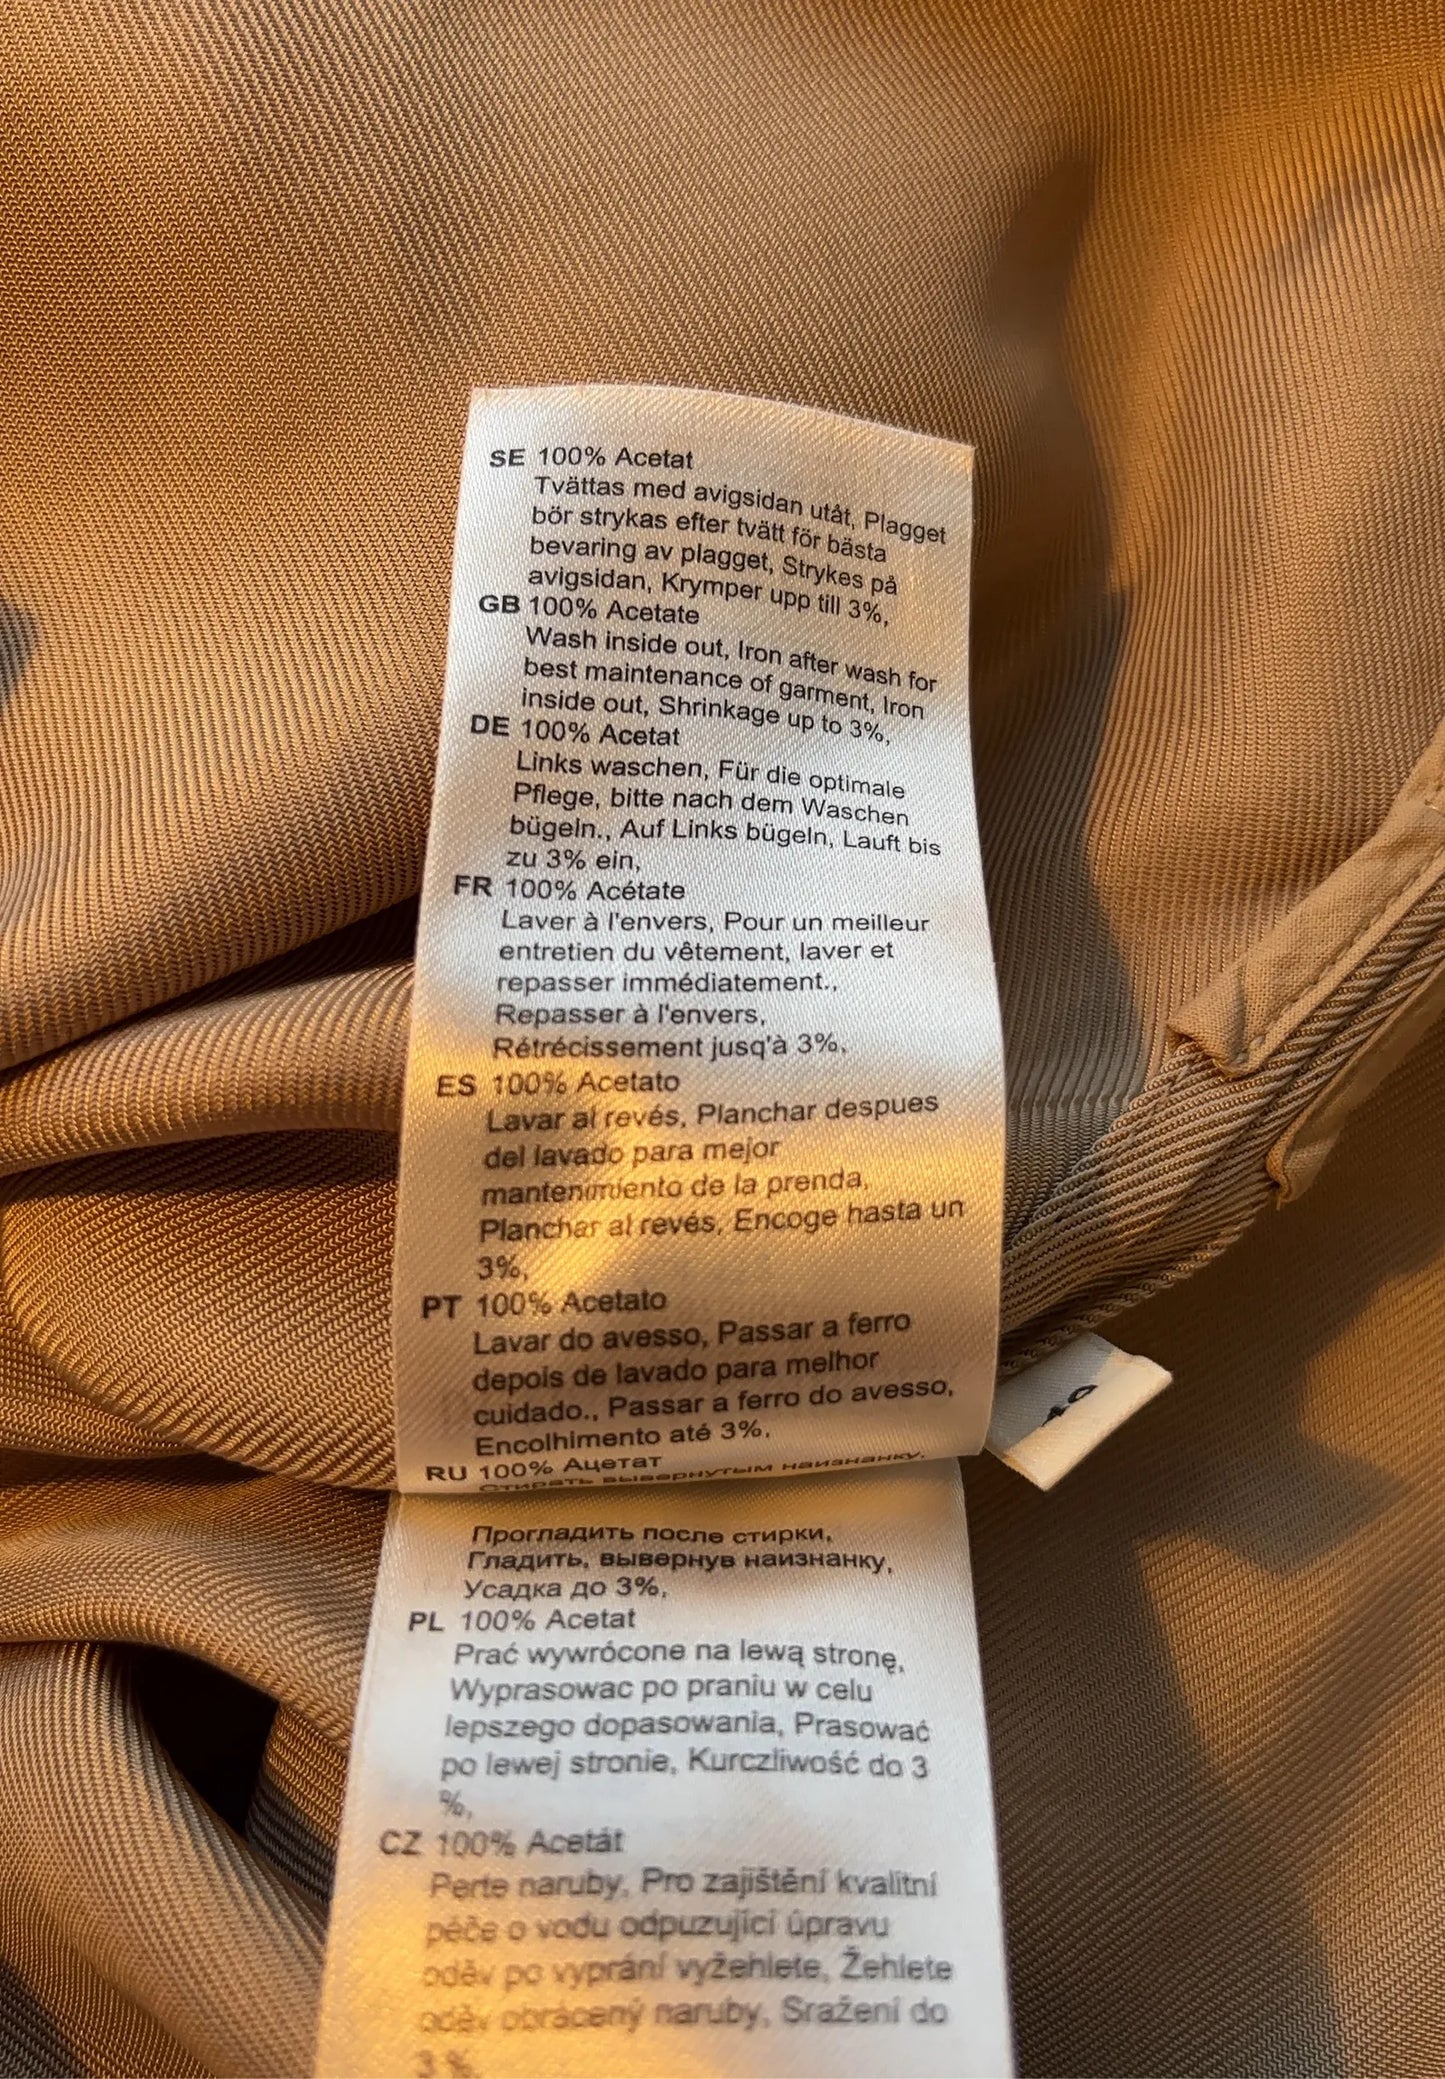 SE 100% Acetat
Tvättas med avigsidan utåt, Plagget
bör strykas efter tvätt för bästa
bevaring av plagget, Strykes på
avigsidan, Krymper upp till 3%,
GB 100% Acetate
Wash inside out, Iron after wash for
best maintenance of garment, Iron
inside out, Shrinkage up to 3%,
DE 100% Acetat
Links waschen, Für die optimale
Pflege, bitte nach dem Waschen
bügeln., Auf Links bügeln, Lauft bis
zu 3% ein,
FR 100% Acétate
Laver à l'envers, Pour un meilleur
entretien du vêtement, laver et
repasser immédiatement.,
Repasser à l'envers,
Rétrécissement jusq'à 3%,
ES 100% Acetato
Lavar al revés, Planchar despues
del lavado para mejor
mantenimiento de la prenda,
Planchar al revés, Encoge hasta un
3%,
PT 100% Acetato
Lavar do avesso, Passar a ferro
depois de lavado para melhor
cuidado., Passar a ferro do avesso,
Encolhimento até 3%,
RU 100% Ацетат
Стирать вывернутым наизнанку,
Прогладить после стирки,
Гладить, вывернув наизнанку,
Усадка до 3%,
PL 100% Acetat
Prać wywrócone na lewą stronę,
Wyprasowac po praniu w celu
lepszego dopasowania, Prasować
po lewej stronie, Kurczliwość do 3
%,
CZ 100% Acetát
Perte naruby, Pro zajištění kvalitní
péče o vodu odpuzující úpravu
oděv po vyprání vyžehlete, Žehlete
oděv obrácený naruby, Sražení do
3 %